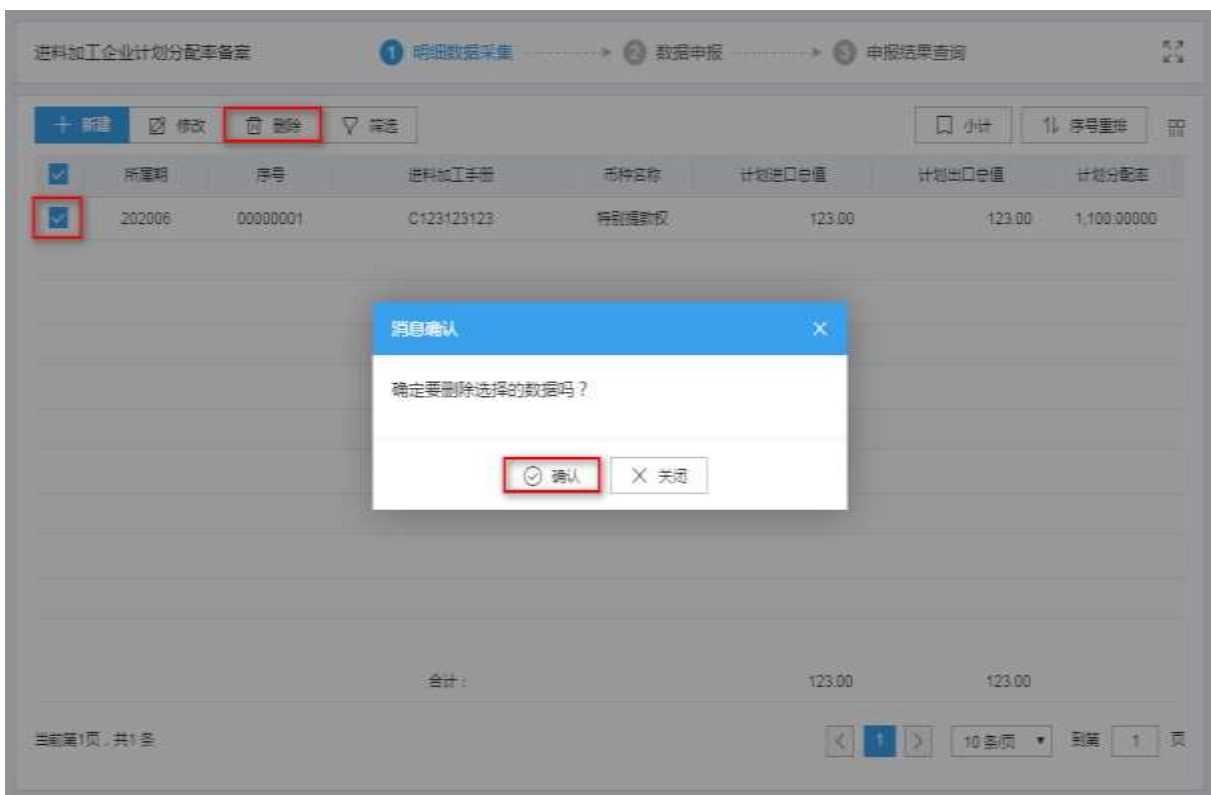 进料加工企业计划分配率备案 1 明细数据采集 2 数据申报 3 申报结果查询
新建 修改 删除 筛选 小计 序号重排
所属期 序号 进料加工手册 币种名称 计划进口总值 计划出口总值 计划分配率
202006 00000001 C123123123 特别提款权 123.00 123.00 1,100.00000
消息确认
确定要删除选择的数据吗？
确认 关闭
合计： 123.00 123.00
当前第1页，共1条 1 10条/页 到第 1 页